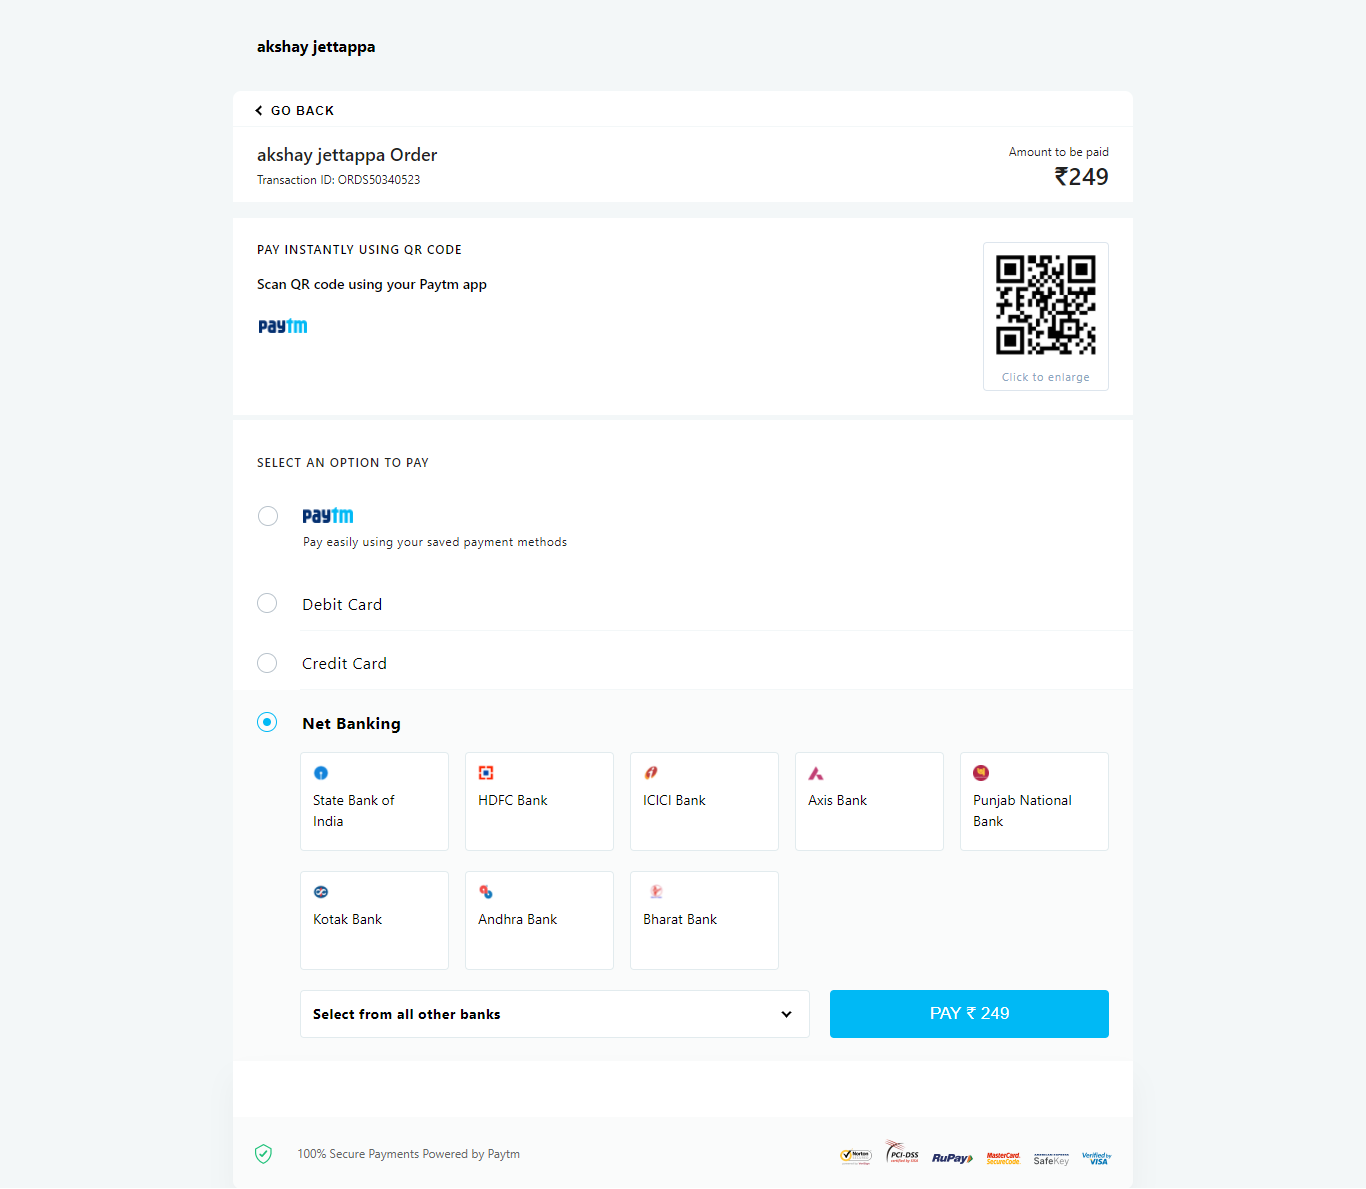 akshay jettappa
GO BACK
akshay jettappa Order
Transaction ID: ORDS50340523
Amount to be paid
₹249
PAY INSTANTLY USING QR CODE
Scan QR code using your Paytm app
paytm
Click to enlarge
SELECT AN OPTION TO PAY
paytm
Pay easily using your saved payment methods
Debit Card
Credit Card
Net Banking
State Bank of
India
HDFC Bank
ICICI Bank
Axis Bank
Punjab National
Bank
Kotak Bank
Andhra Bank
Bharat Bank
Select from all other banks
PAY ₹ 249
100% Secure Payments Powered by Paytm
Norton
PCI-DSS
RuPay
MasterCard.
SecureCode.
AMERICAN EXPRESS
SafeKey
Verified by
VISA